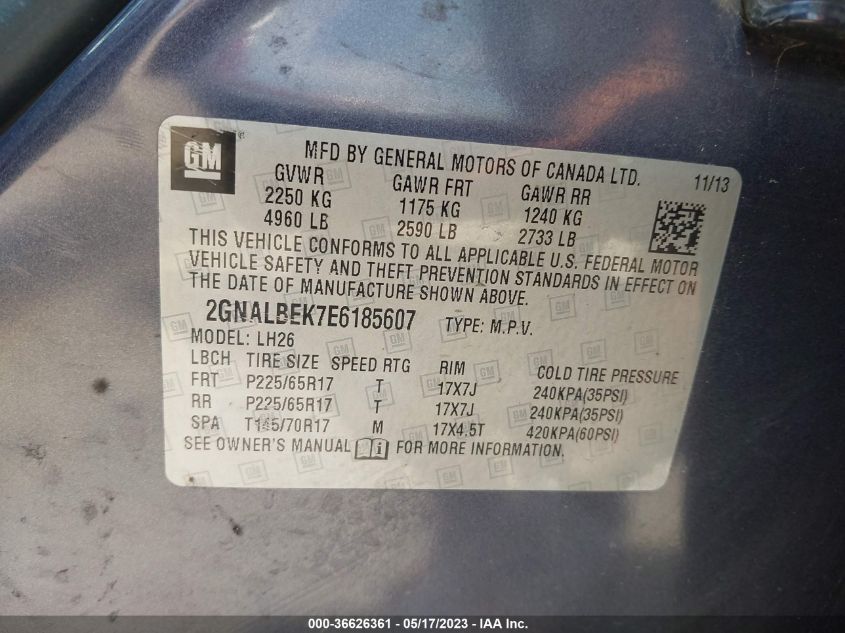 GM
MFD BY GENERAL MOTORS OF CANADA LTD. 11/13
GVWR GAWR FRT GAWR RR
2250 KG 1175 KG 1240 KG
4960 LB 2590 LB 2733 LB
THIS VEHICLE CONFORMS TO ALL APPLICABLE U.S. FEDERAL MOTOR
VEHICLE SAFETY AND THEFT PREVENTION STANDARDS IN EFFECT ON
THE DATE OF MANUFACTURE SHOWN ABOVE.
2GNALBEK7E6185607 TYPE: M.P.V.
MODEL: LH26
LBCH TIRE SIZE SPEED RTG RIM COLD TIRE PRESSURE
FRT P225/65R17 T 17X7J 240KPA(35PSI)
RR P225/65R17 T 17X7J 240KPA(35PSI)
SPA T145/70R17 M 17X4.5T 420KPA(60PSI)
SEE OWNER'S MANUAL FOR MORE INFORMATION.
000-36626361 - 05/17/2023 - IAA Inc.